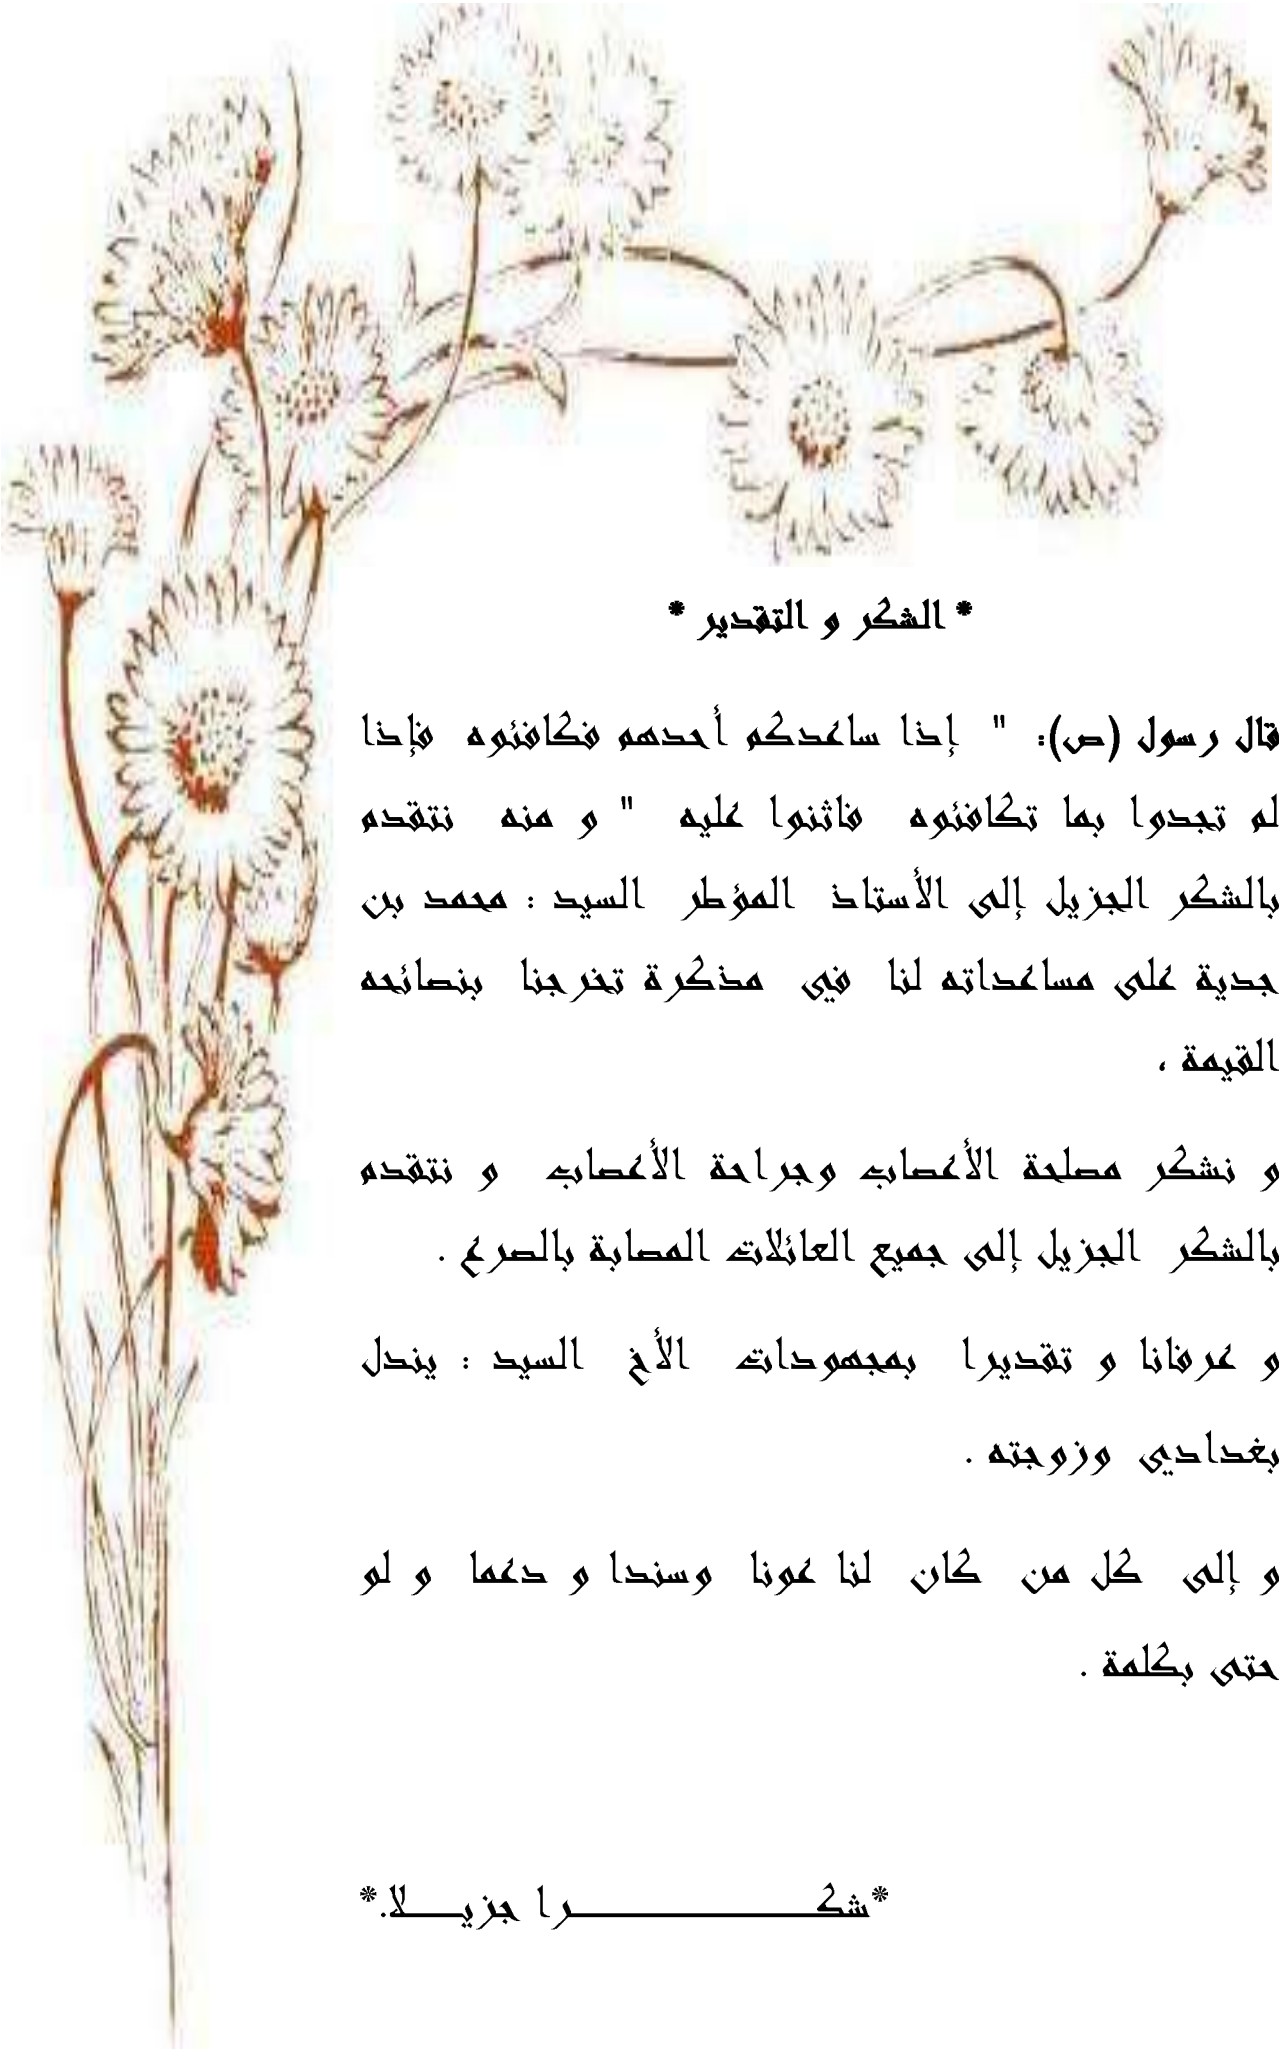 * الشكر و التقدير *
قال رسول (ص): " إذا ساعدكم أحدهم فكافئوه فإذا
لم تجدوا بما تكافئوه فاثنوا عليه " و منه نتقدم
بالشكر الجزيل إلى الأستاذ المؤطر السيد : محمد بن
جدية على مساعداته لنا في مذكرة تخرجنا بنصائحه
القيمة ،
و نشكر مصلحة الأعصاب وجراحة الأعصاب و نتقدم
بالشكر الجزيل إلى جميع العائلات المصابة بالصرع .
و عرفانا و تقديرا بمجهودات الأخ السيد : يندل
بغدادي وزوجته .
و إلى كل من كان لنا عونا وسندا و دعما و لو
حتى بكلمة .
*شكـــــــــــــــرا جزيـــلا.*